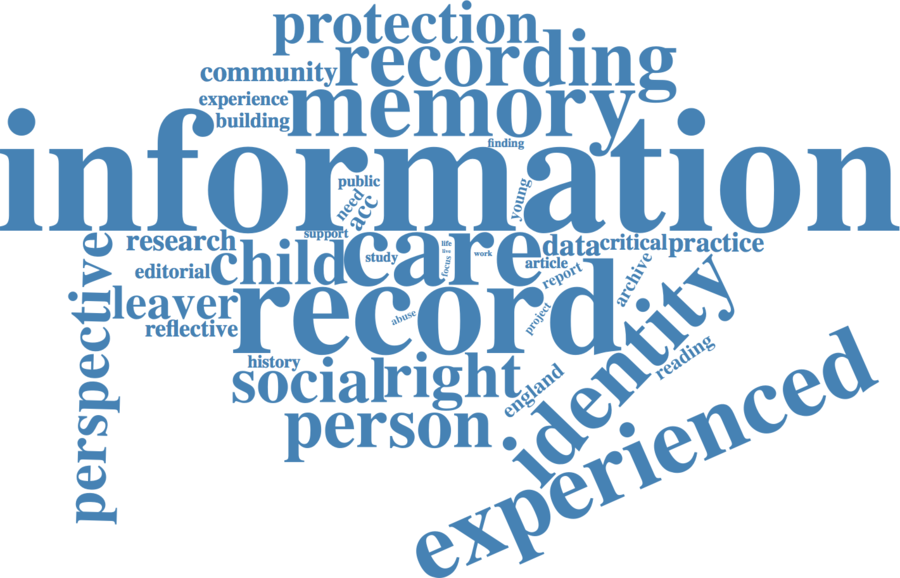 protection
recording
community
memory
experience
building
finding
information
public
young
need
acc
support
research
child
care
life
live
work
study
focus
data
critical
practice
article
editorial
report
archive
leaver
record
reflective
abuse
project
perspective
identity
history
social
right
reading
england
person
experienced